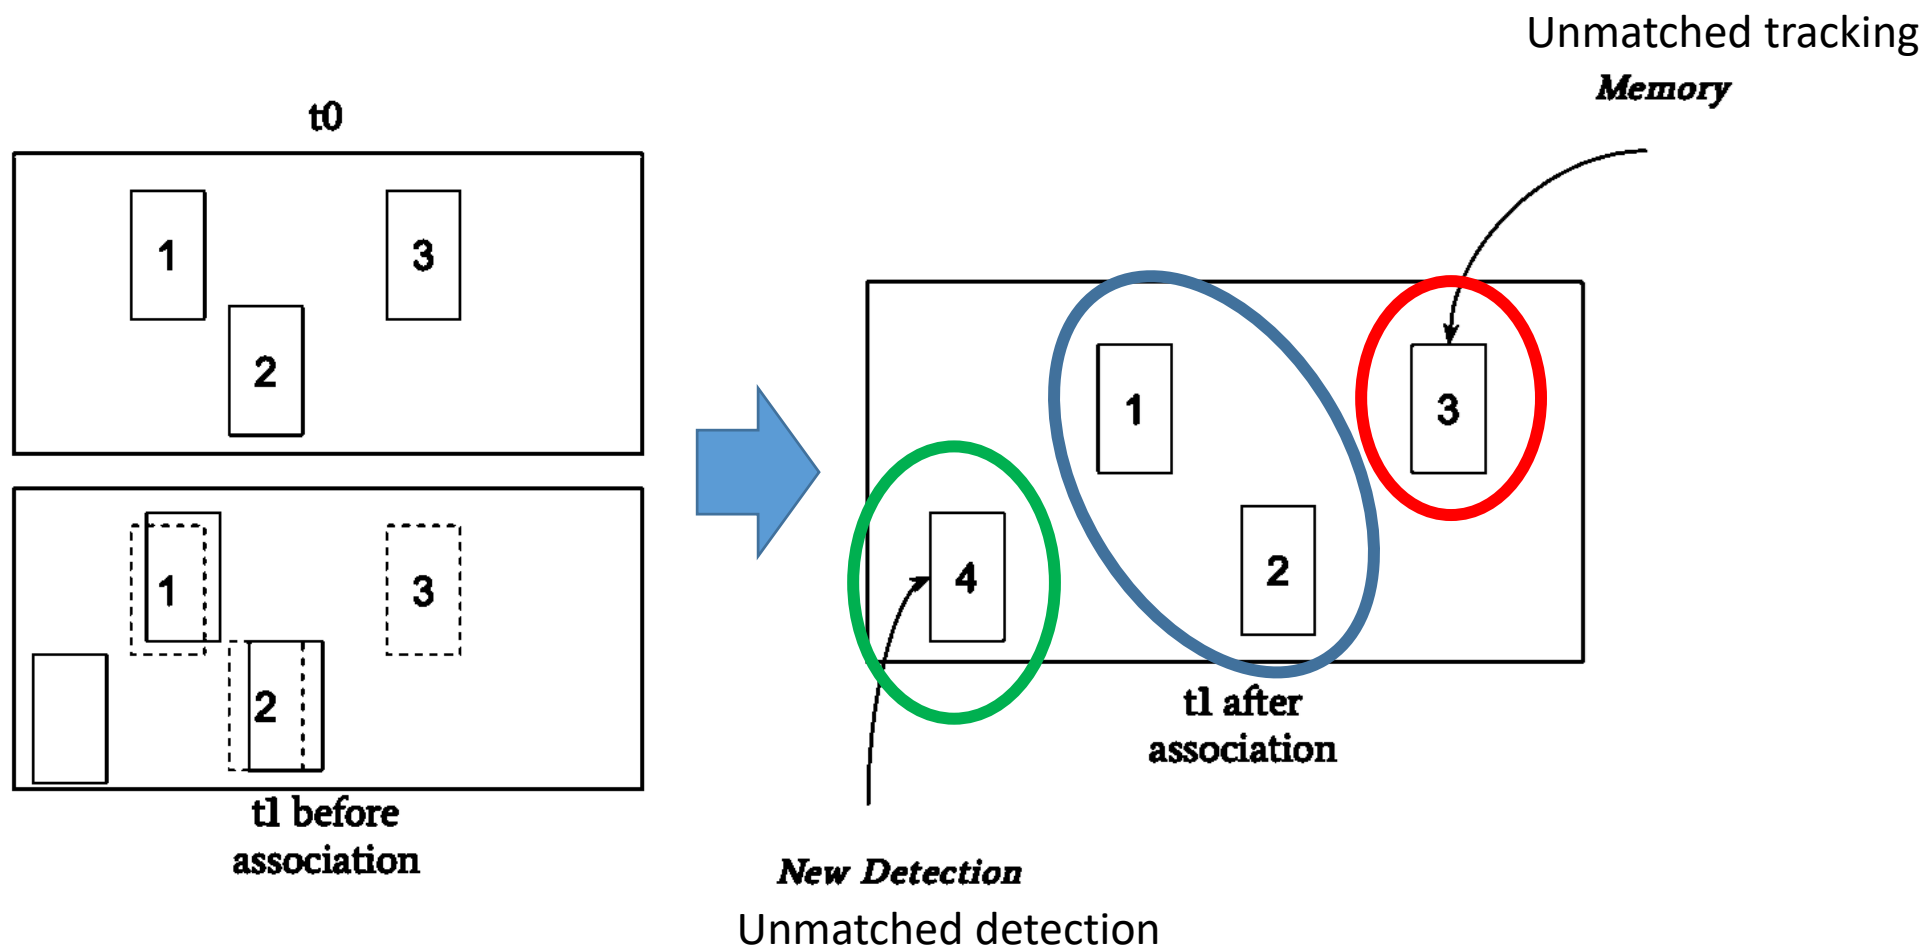 Unmatched tracking
Memory
t0
1
3
2
1
3
2
t1 before
association
1
3
4
2
t1 after
association
New Detection
Unmatched detection